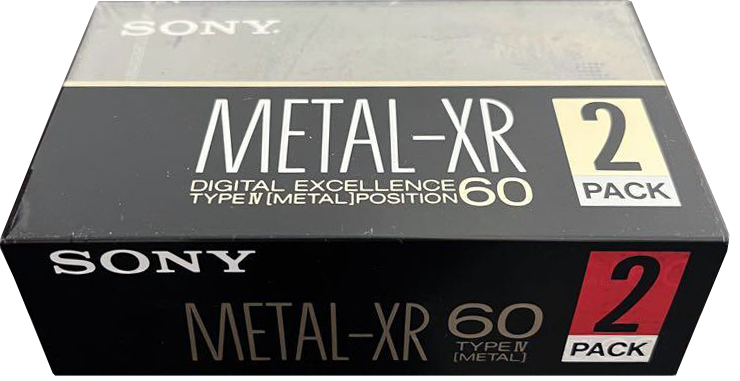 SONY
METAL-XR
DIGITAL EXCELLENCE
TYPE IV [METAL] POSITION 60
2
PACK
SONY
METAL-XR 60
TYPE IV
[METAL]
2
PACK